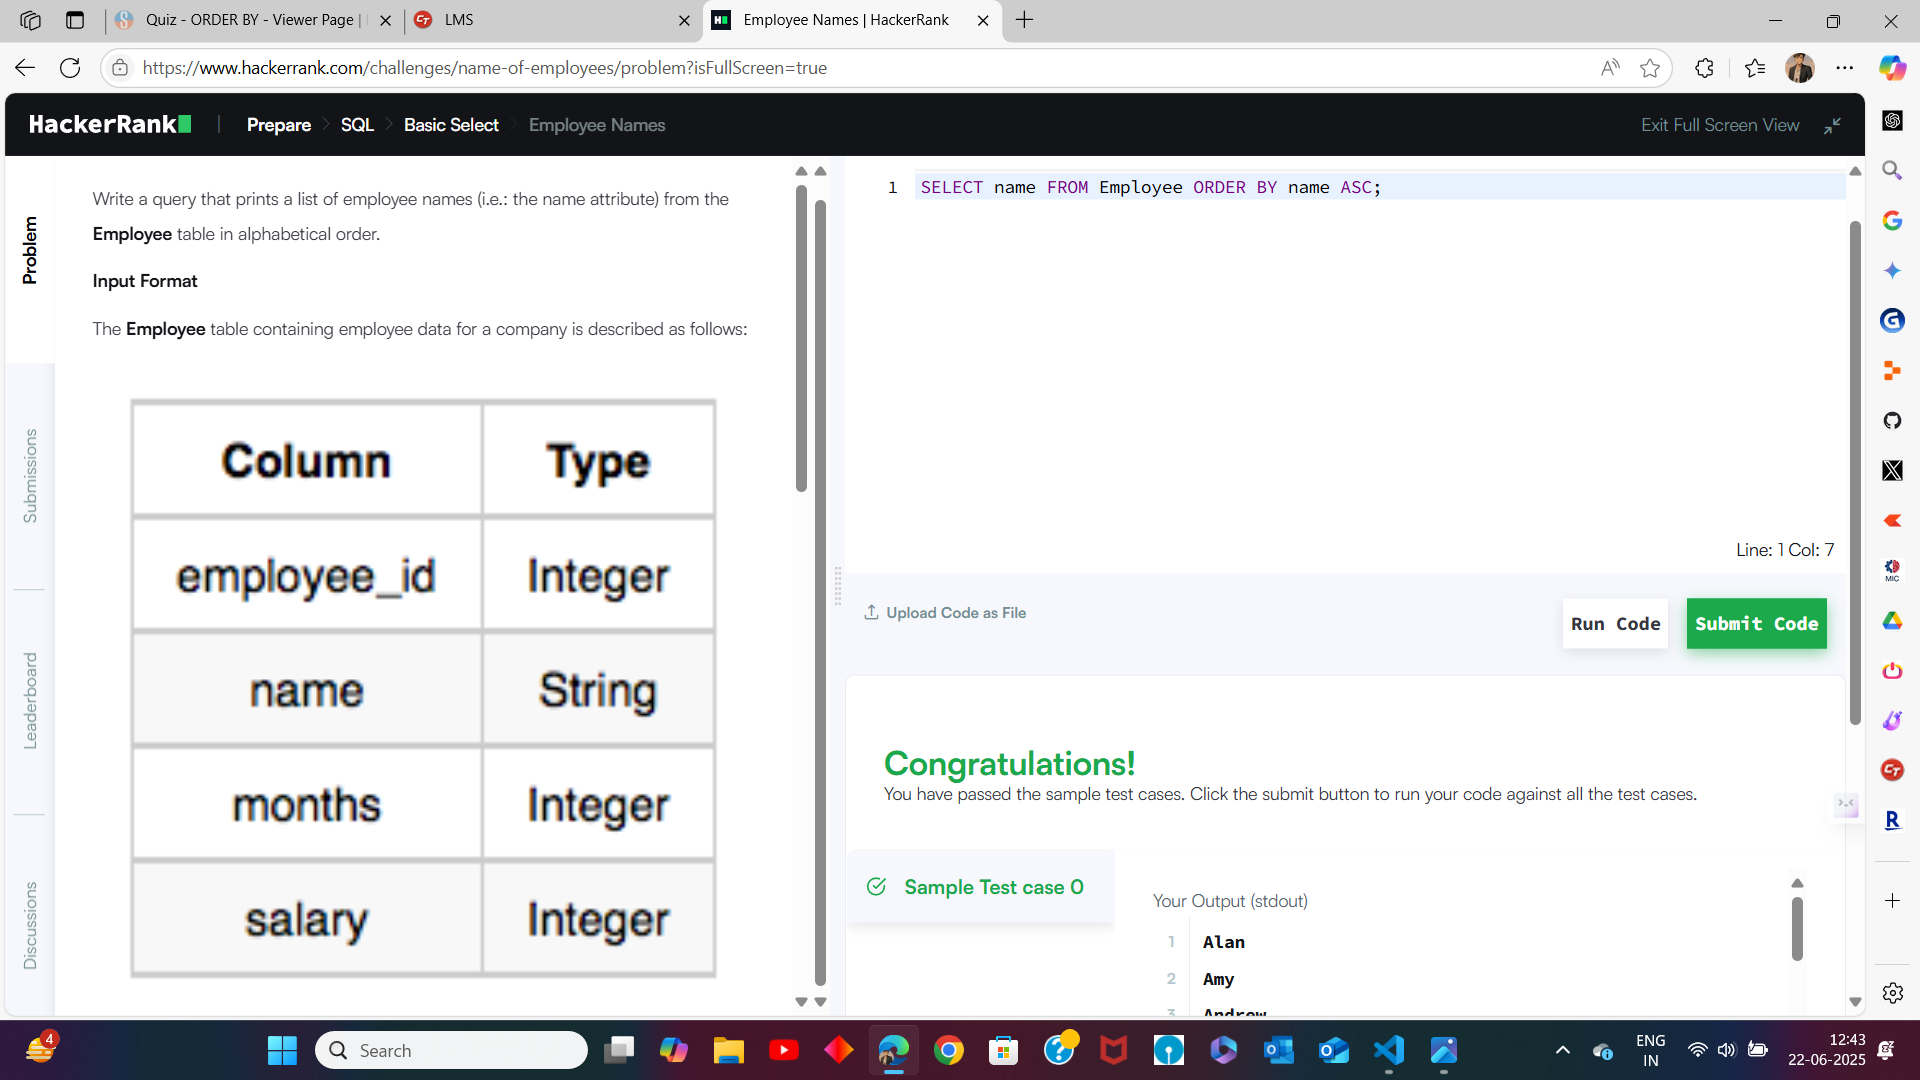 Quiz - ORDER BY - Viewer Page |
LMS
Employee Names | HackerRank
https://www.hackerrank.com/challenges/name-of-employees/problem?isFullScreen=true
HackerRank
Prepare
SQL
Basic Select
Employee Names
Exit Full Screen View
Problem
Submissions
Leaderboard
Discussions
Write a query that prints a list of employee names (i.e.: the name attribute) from the
Employee table in alphabetical order.
Input Format
The Employee table containing employee data for a company is described as follows:
Column Type
employee_id Integer
name String
months Integer
salary Integer
1 SELECT name FROM Employee ORDER BY name ASC;
Line: 1 Col: 7
Upload Code as File
Run Code
Submit Code
Congratulations!
You have passed the sample test cases. Click the submit button to run your code against all the test cases.
Sample Test case 0
Your Output (stdout)
1 Alan
2 Amy
3 Andrew
MIC
CT
R
4
Search
ENG
IN
12:43
22-06-2025